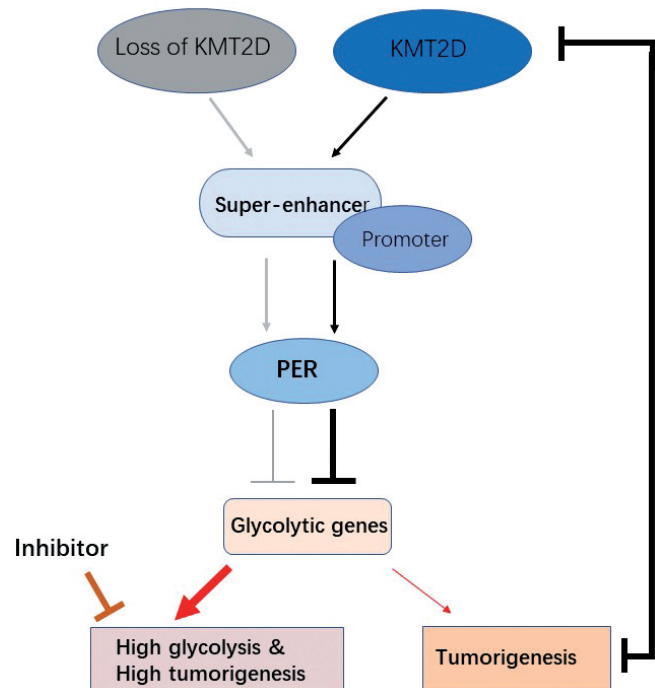 Loss of KMT2D
KMT2D
Super-enhancer
Promoter
PER
Glycolytic genes
Inhibitor
High glycolysis &
High tumorigenesis
Tumorigenesis